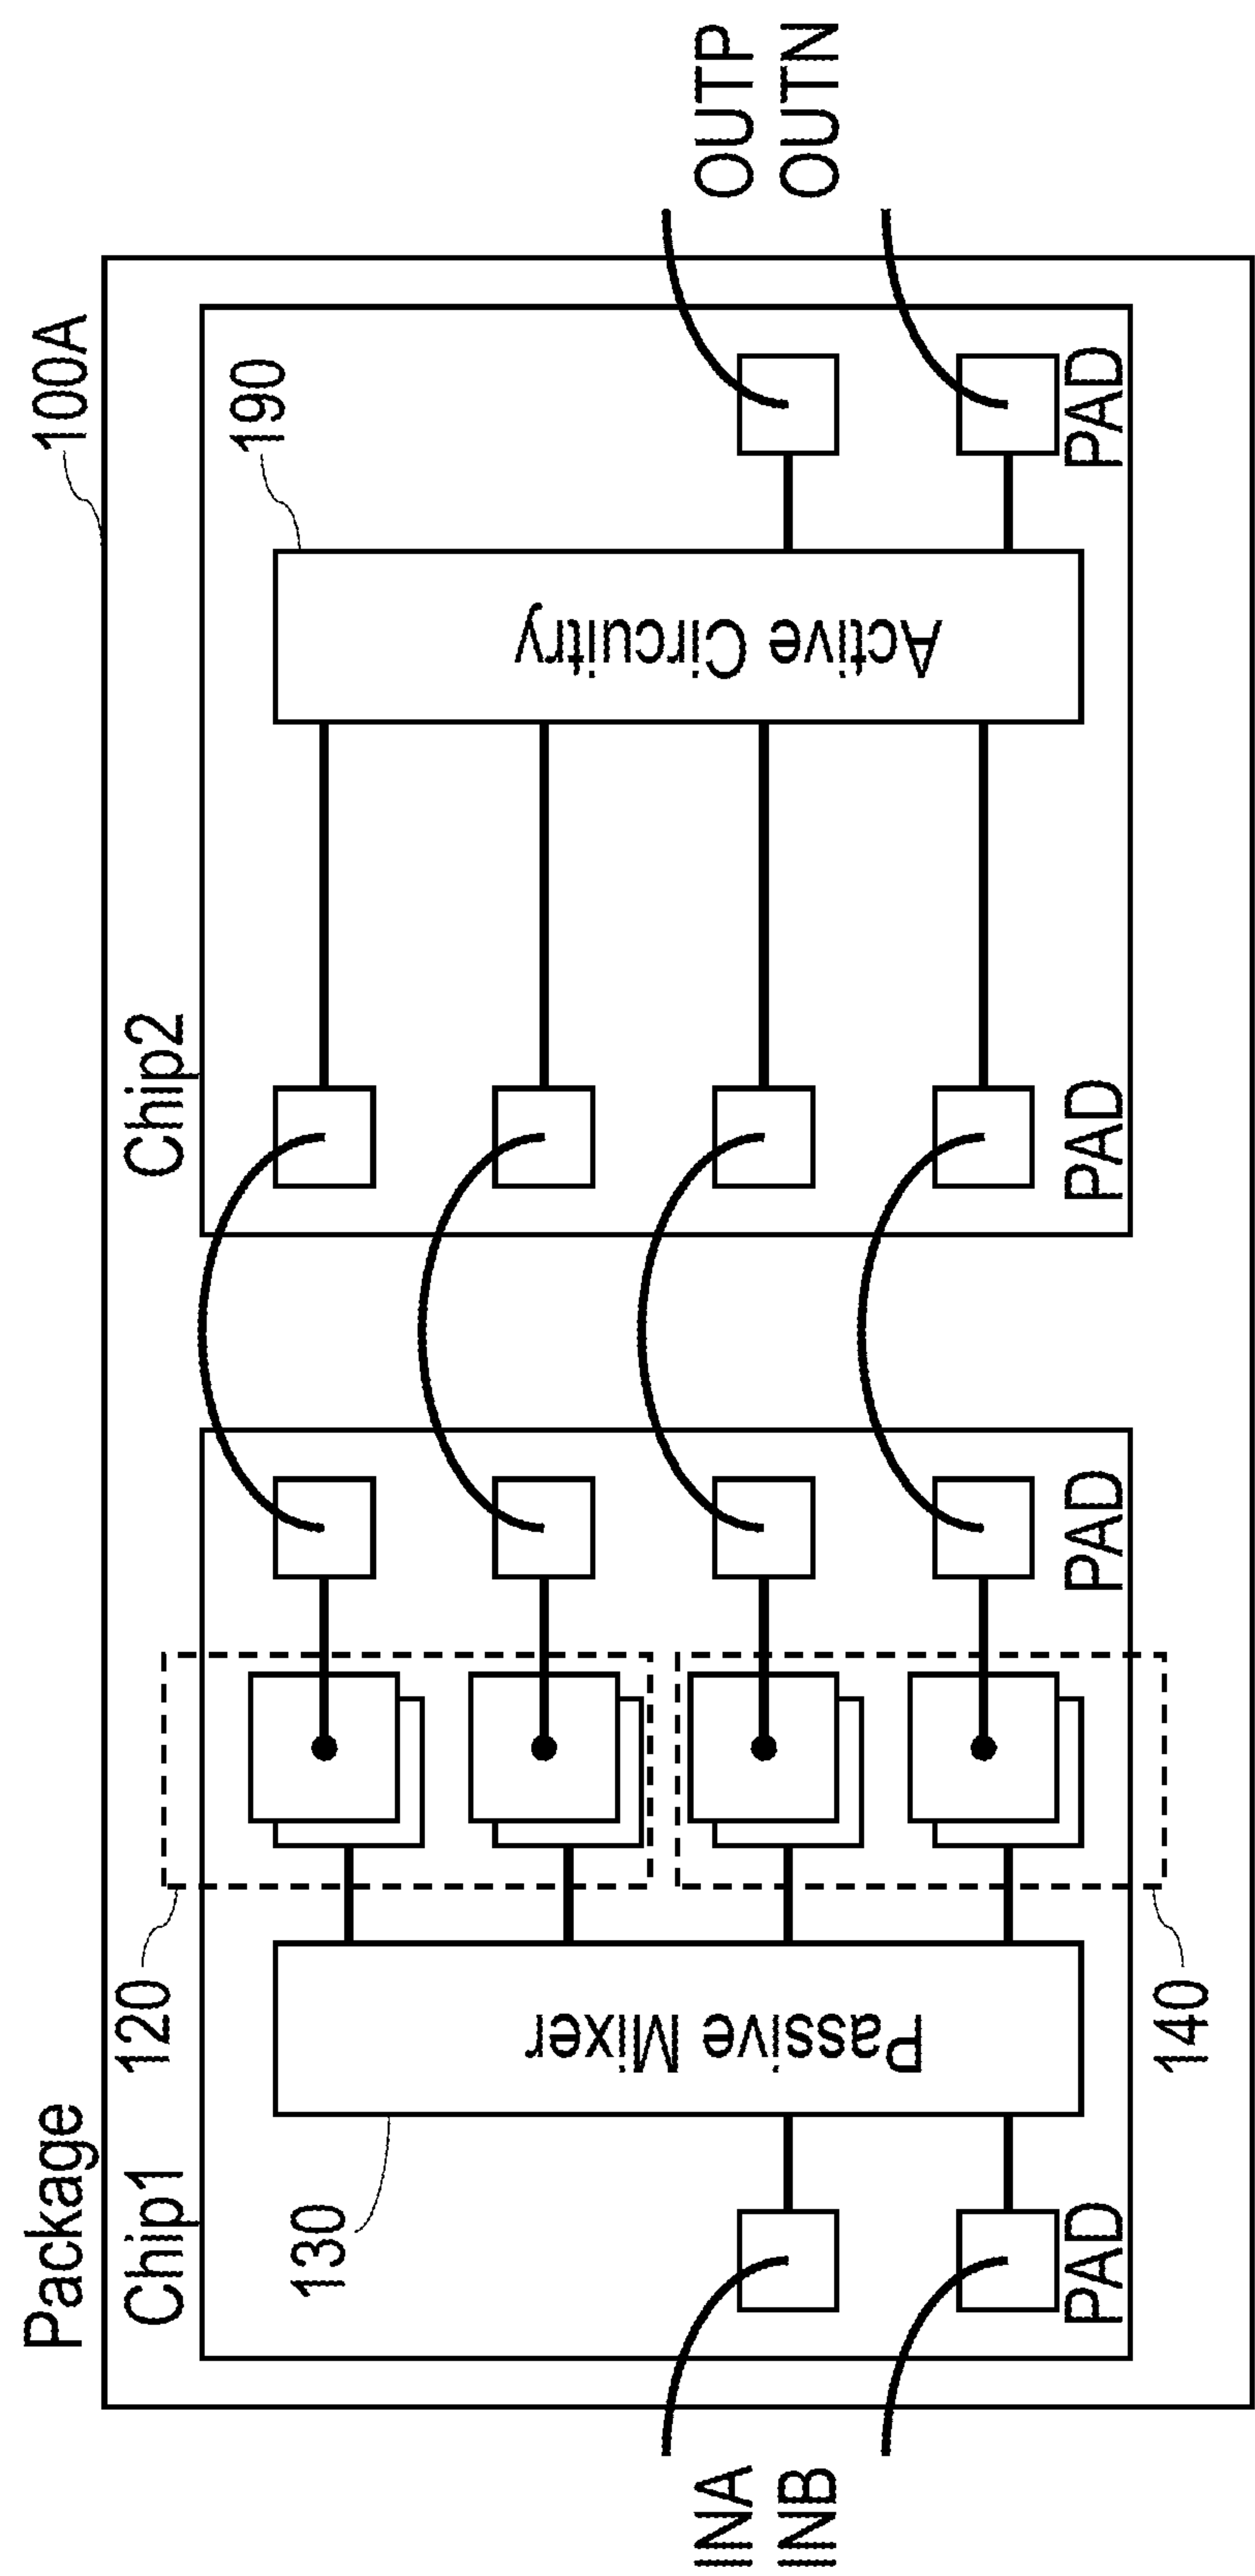 Package
100A
Chip1
Chip2
120
130
190
Passive Mixer
Active Circuitry
INA
INB
OUTP
OUTN
PAD
PAD
PAD
PAD
140